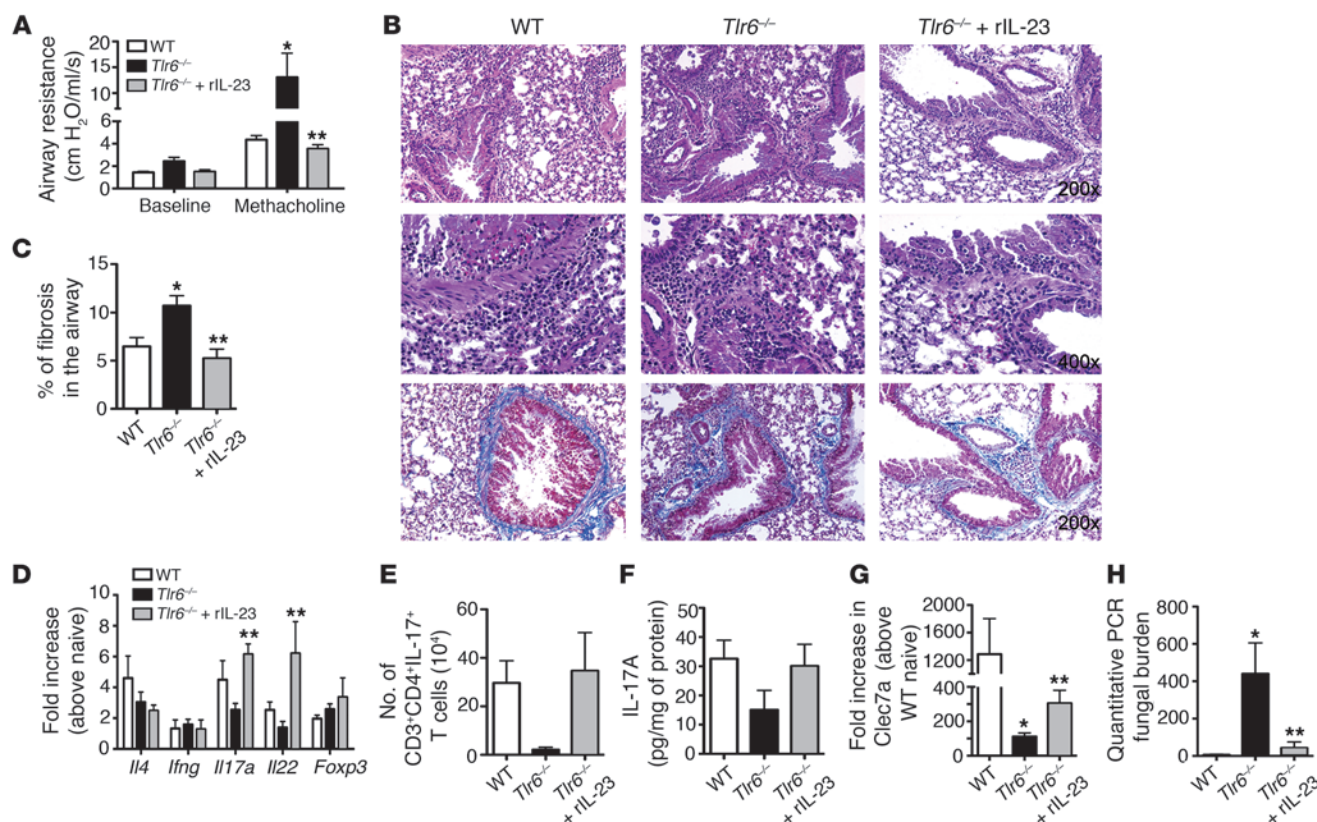 A
WT
Tlr6–/–
Tlr6–/– + rIL-23
Airway resistance
(cm H2O/ml/s)
20
15
10
6
4
2
0
*
**
Baseline
Methacholine
B
WT
Tlr6–/–
Tlr6–/– + rIL-23
200x
400x
200x
C
% of fibrosis
in the airway
15
10
5
0
*
**
WT
Tlr6–/–
Tlr6–/–
+ rIL-23
D
WT
Tlr6–/–
Tlr6–/– + rIL-23
Fold increase
(above naive)
8
6
4
2
0
**
**
Il4
Ifng
Il17a
Il22
Foxp3
E
No. of
CD3+CD4+IL-17+
T cells (104)
60
40
20
0
WT
Tlr6–/–
Tlr6–/–
+ rIL-23
F
IL-17A
(pg/mg of protein)
50
40
30
20
10
0
WT
Tlr6–/–
Tlr6–/–
+ rIL-23
G
Fold increase in
Clec7a (above
WT naive)
2000
1600
1300
1000
400
300
200
100
0
*
**
WT
Tlr6–/–
Tlr6–/–
+ rIL-23
H
Quantitative PCR
fungal burden
800
600
400
200
0
*
**
WT
Tlr6–/–
Tlr6–/–
+ rIL-23